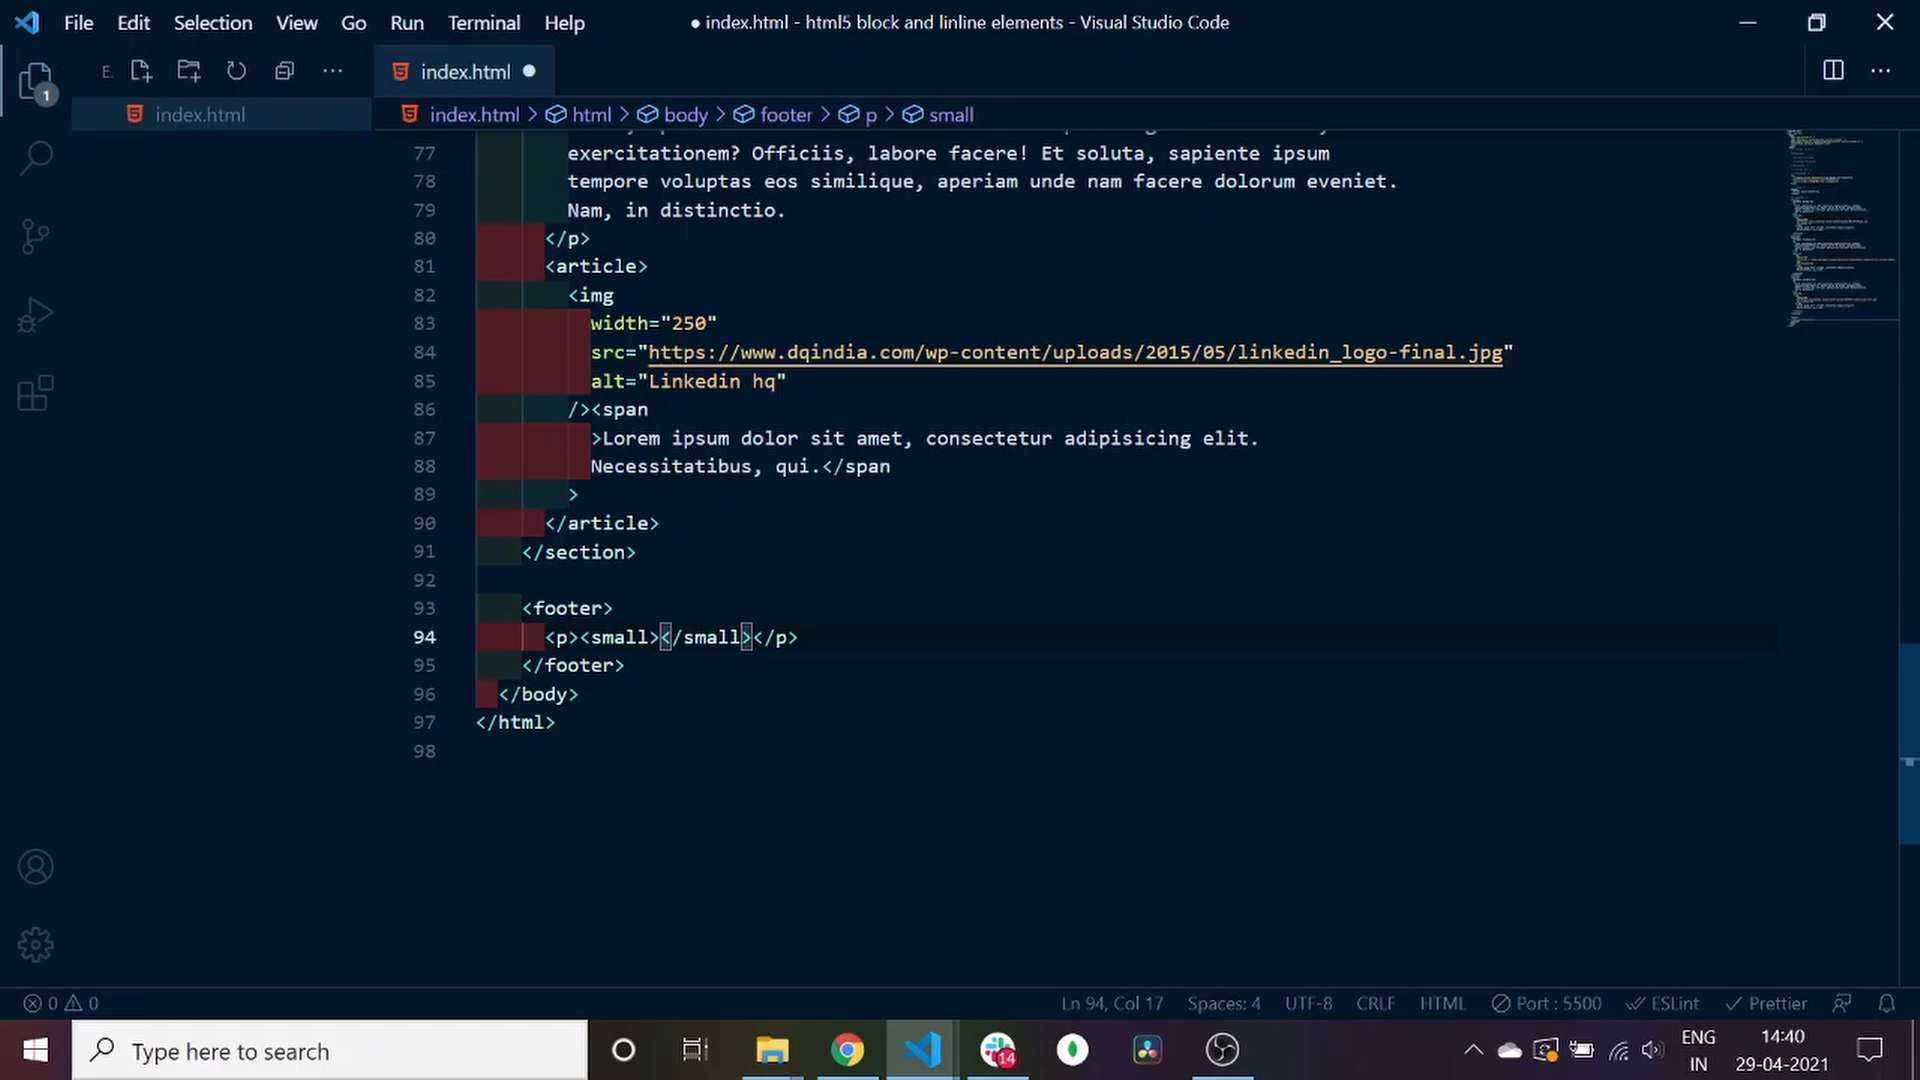 File Edit Selection View Go Run Terminal Help
● index.html - html5 block and linline elements - Visual Studio Code
E.
index.html
1
index.html
index.html > html > body > footer > p > small
77 exercitationem? Officiis, labore facere! Et soluta, sapiente ipsum
78 tempore voluptas eos similique, aperiam unde nam facere dolorum eveniet.
79 Nam, in distinctio.
80 </p>
81 <article>
82 <img
83 width="250"
84 src="https://www.dqindia.com/wp-content/uploads/2015/05/linkedin_logo-final.jpg"
85 alt="Linkedin hq"
86 /><span
87 >Lorem ipsum dolor sit amet, consectetur adipisicing elit.
88 Necessitatibus, qui.</span
89 >
90 </article>
91 </section>
92
93 <footer>
94 <p><small></small></p>
95 </footer>
96 </body>
97 </html>
98
0 0
Ln 94, Col 17 Spaces: 4 UTF-8 CRLF HTML Port : 5500 ESLint Prettier
Type here to search
14
ENG
IN
14:40
29-04-2021